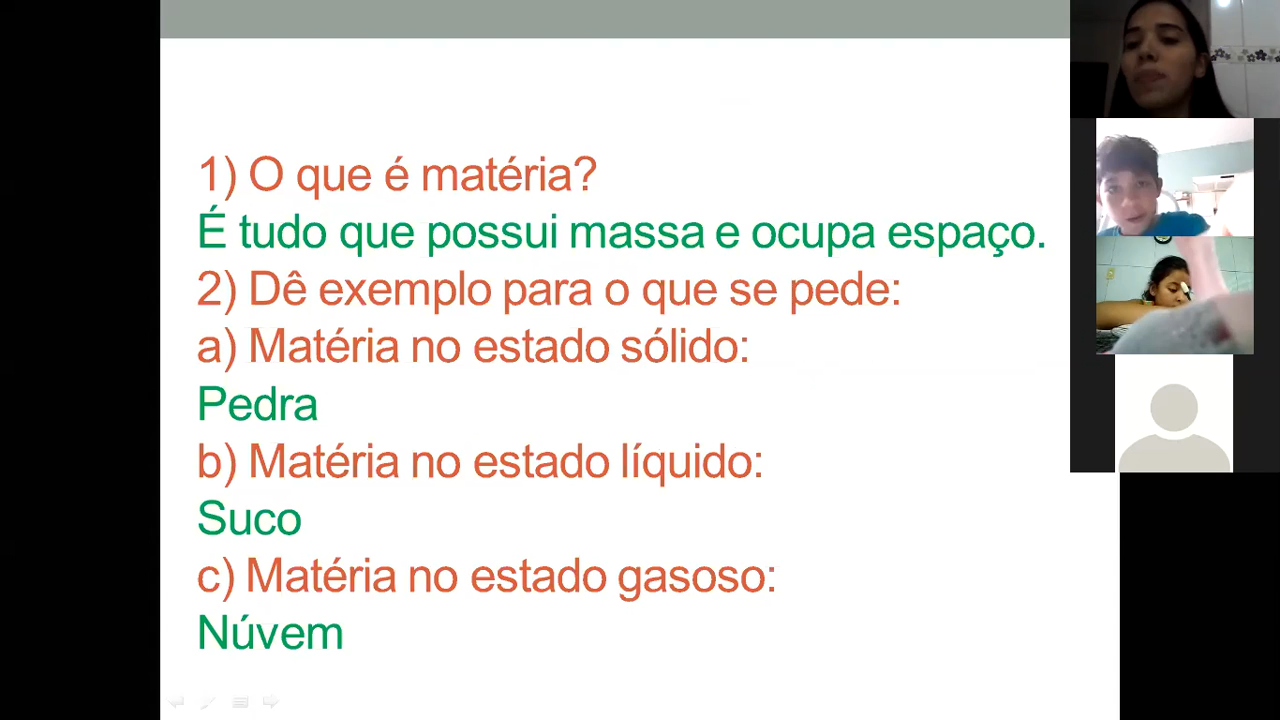 1) O que é matéria?
É tudo que possui massa e ocupa espaço.
2) Dê exemplo para o que se pede:
a) Matéria no estado sólido:
Pedra
b) Matéria no estado líquido:
Suco
c) Matéria no estado gasoso:
Núvem